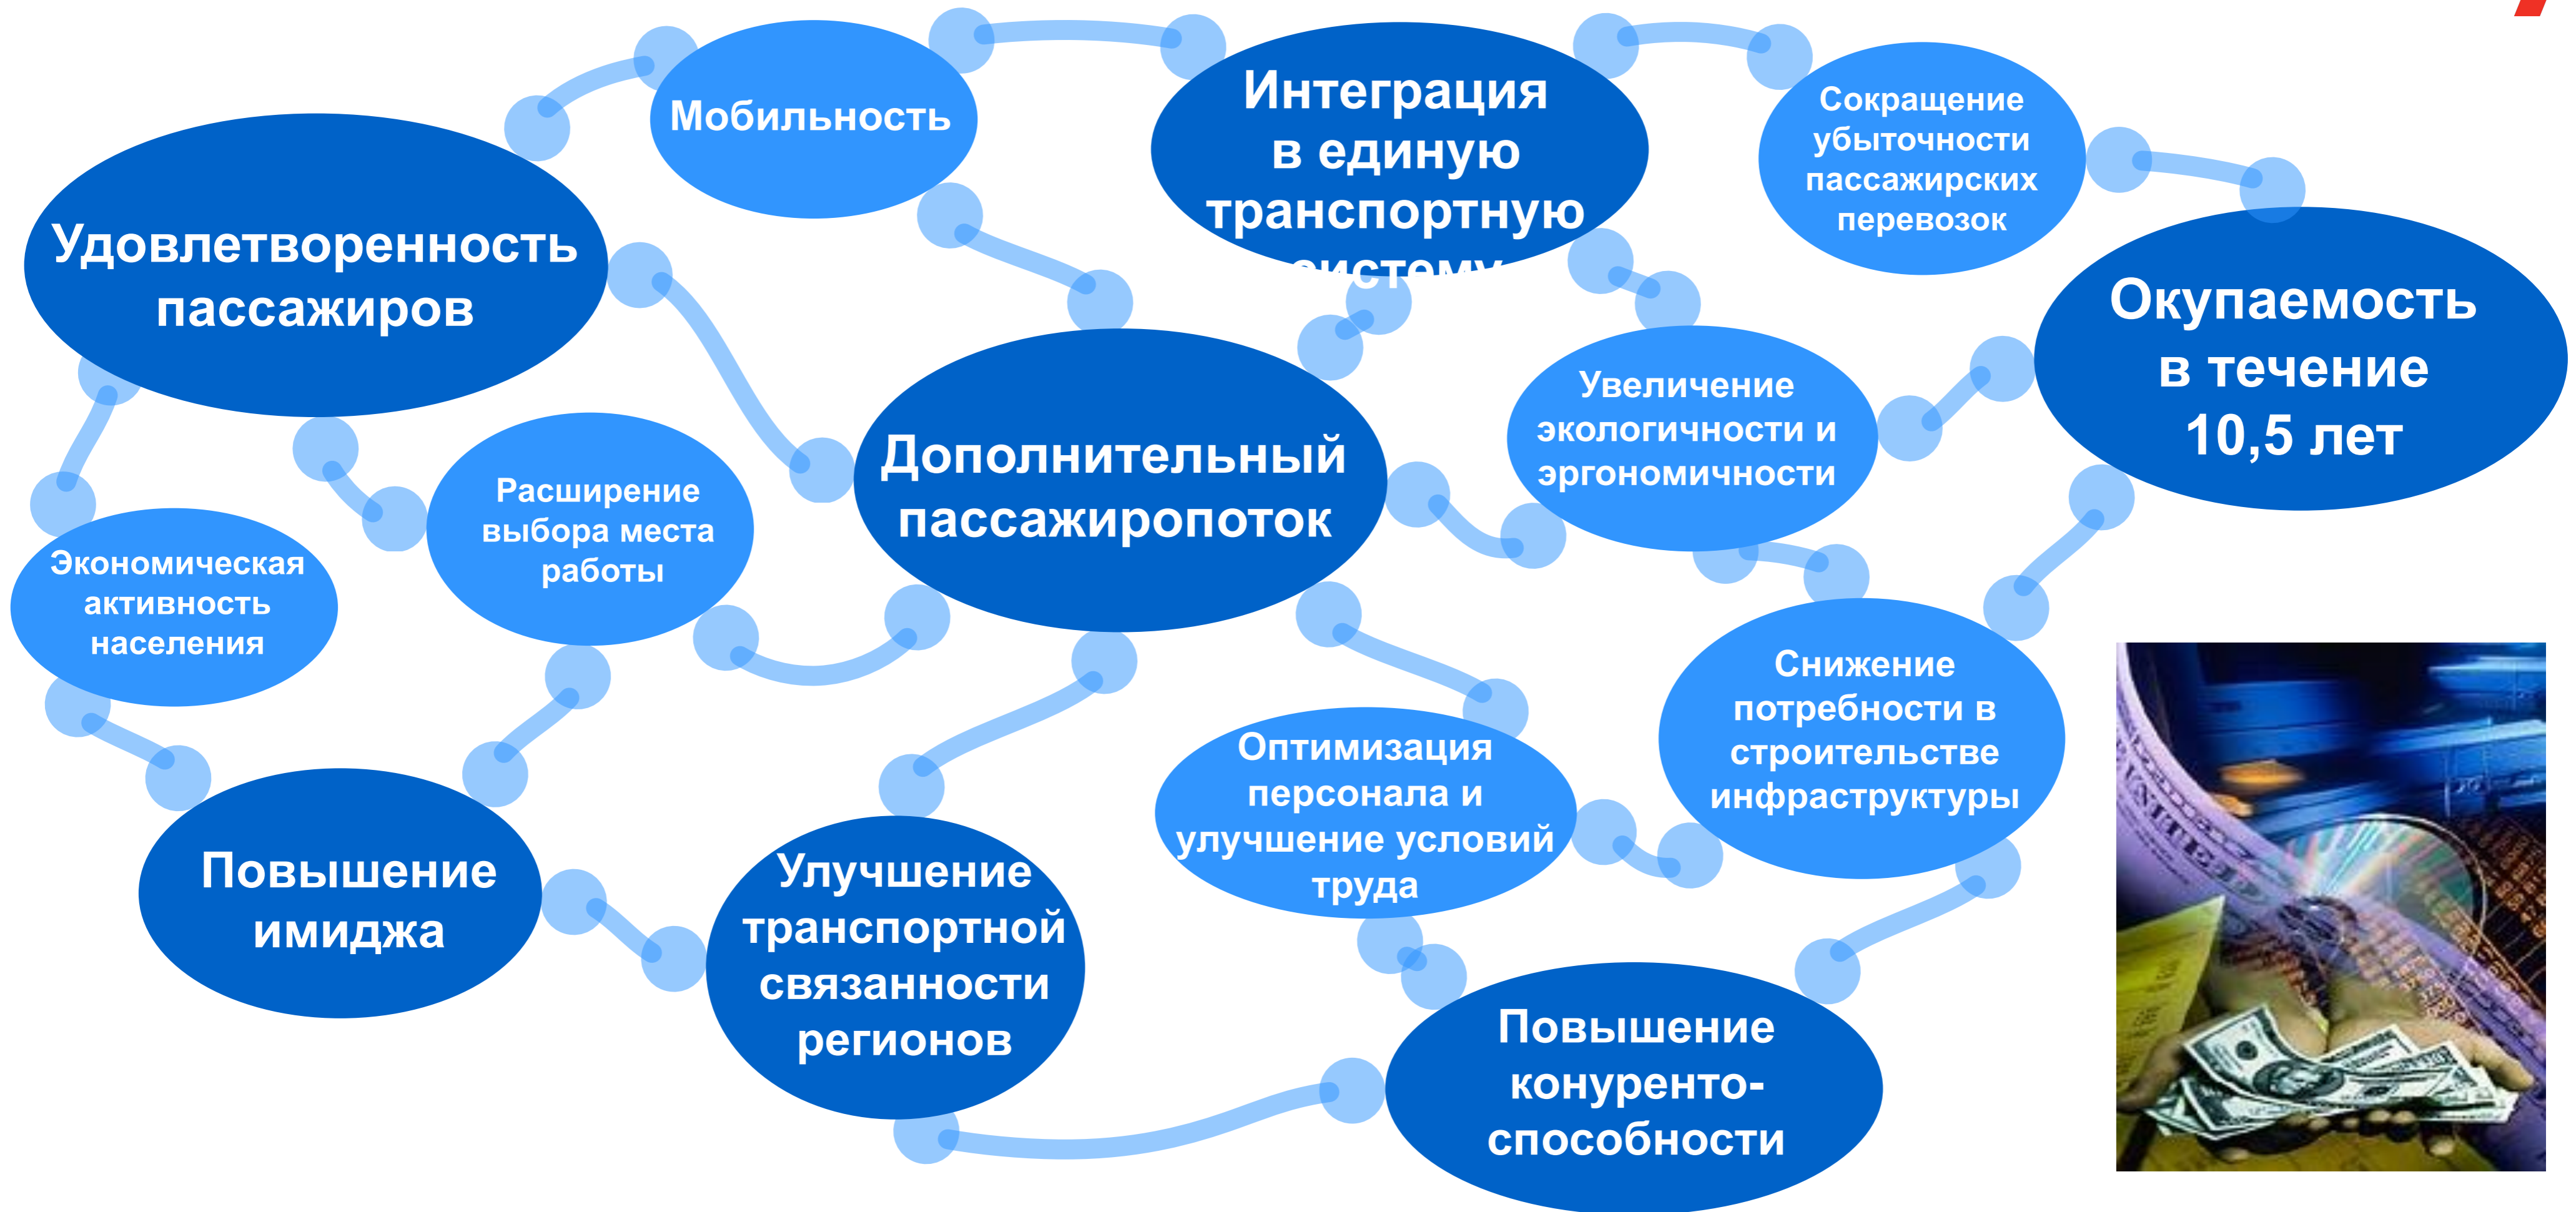 Мобильность
Интеграция
в единую
транспортную
систему
Сокращение
убыточности
пассажирских
перевозок
Удовлетворенность
пассажиров
Окупаемость
в течение
10,5 лет
Увеличение
экологичности и
эргономичности
Дополнительный
пассажиропоток
Расширение
выбора места
работы
Экономическая
активность
населения
Снижение
потребности в
строительстве
инфраструктуры
Оптимизация
персонала и
улучшение условий
труда
Повышение
имиджа
Улучшение
транспортной
связанности
регионов
Повышение
конуренто-
способности